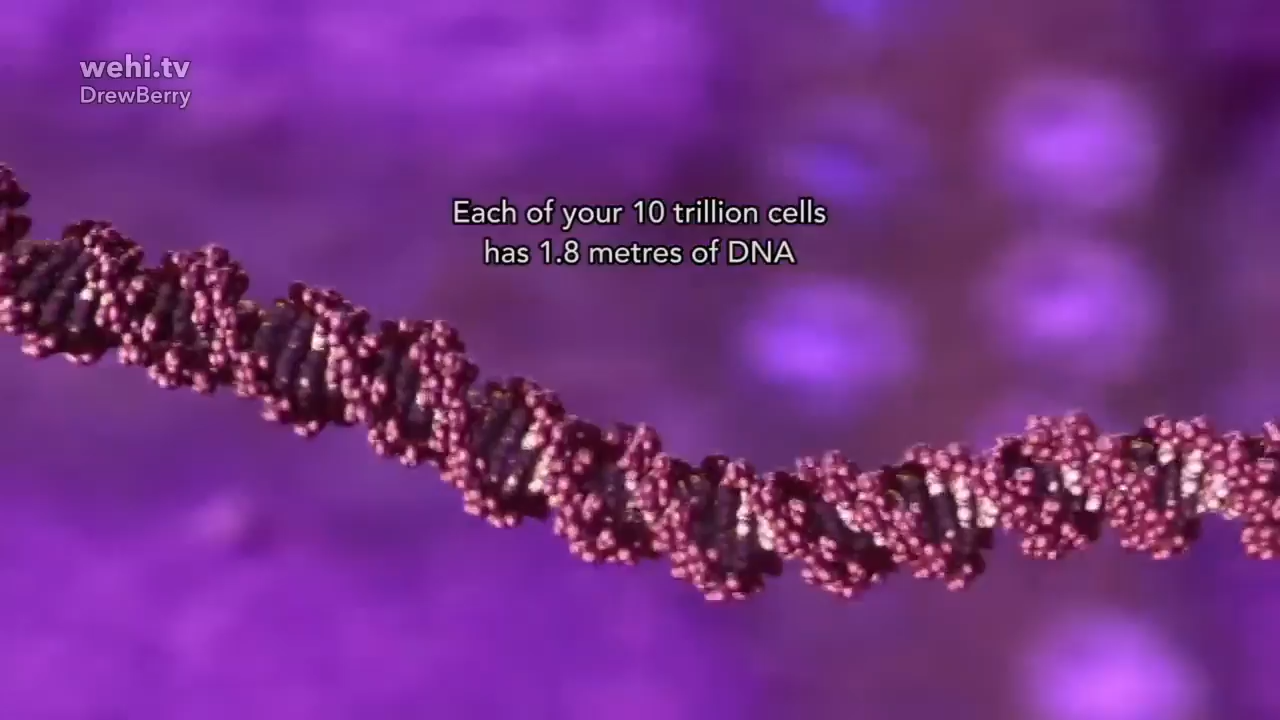 wehi.tv
DrewBerry
Each of your 10 trillion cells
has 1.8 metres of DNA